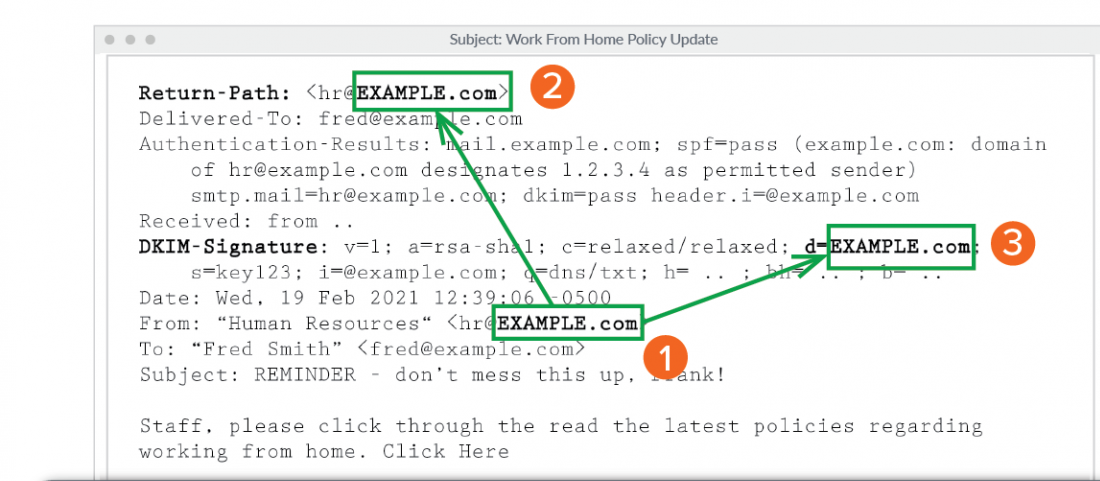 Subject: Work From Home Policy Update
Return-Path: <hr@EXAMPLE.com> 2
Delivered-To: fred@example.com
Authentication-Results: mail.example.com; spf=pass (example.com: domain
of hr@example.com designates 1.2.3.4 as permitted sender)
smtp.mail=hr@example.com; dkim=pass header.i=@example.com
Received: from ..
DKIM-Signature: v=1; a=rsa-sha1; c=relaxed/relaxed; d=EXAMPLE.com; 3
s=key123; i=@example.com; q=dns/txt; h= .. ; bh= .. ; b= ..
Date: Wed, 19 Feb 2021 12:39:06 -0500
From: “Human Resources“ <hr@EXAMPLE.com
1
To: “Fred Smith” <fred@example.com>
Subject: REMINDER - don't mess this up, Frank!
Staff, please click through the read the latest policies regarding
working from home. Click Here